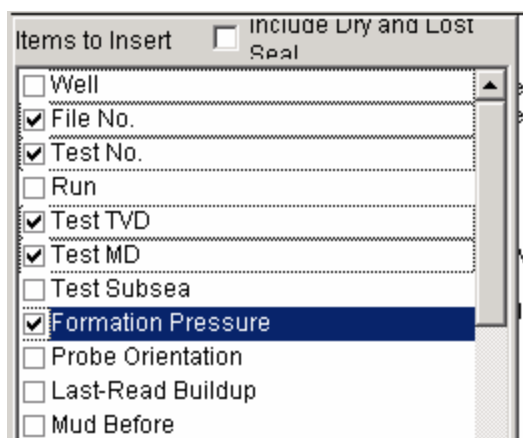 Items to Insert
Include Dry and Lost
Seal
Well
File No.
Test No.
Run
Test TVD
Test MD
Test Subsea
Formation Pressure
Probe Orientation
Last-Read Buildup
Mud Before